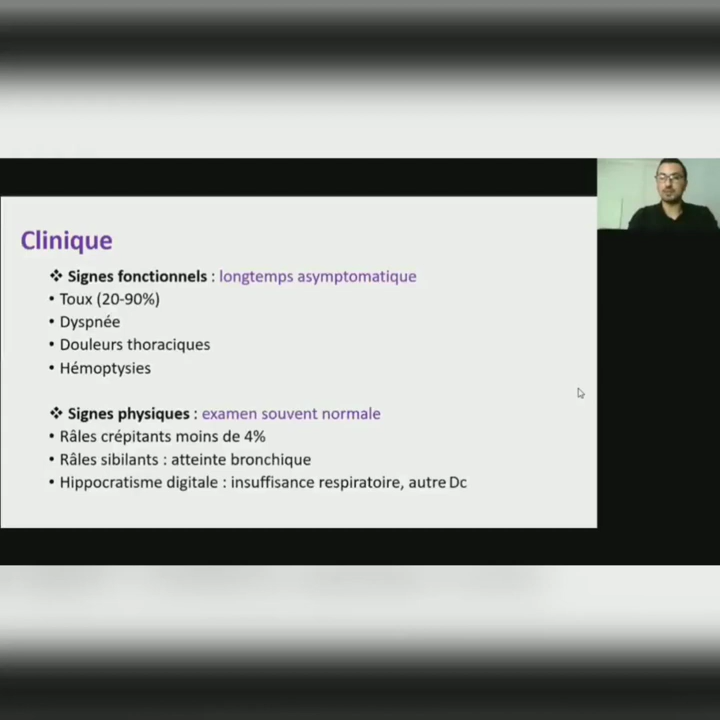 Clinique
❖ Signes fonctionnels : longtemps asymptomatique
• Toux (20-90%)
• Dyspnée
• Douleurs thoraciques
• Hémoptysies
❖ Signes physiques : examen souvent normale
• Râles crépitants moins de 4%
• Râles sibilants : atteinte bronchique
• Hippocratisme digitale : insuffisance respiratoire, autre Dc